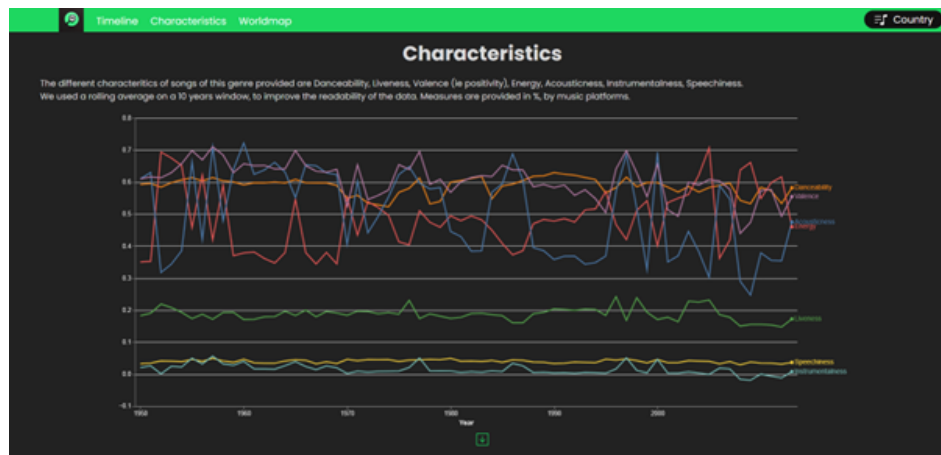 Timeline Characteristics Worldmap
Country
Characteristics
The different characteritics of songs of this genre provided are Danceability, Liveness, Valence (ie positivity), Energy, Acousticness, Instrumentalness, Speechiness.
We used a rolling average on a 10 years window, to improve the readability of the data. Measures are provided in %, by music platforms.
0.8
0.7
0.6
0.5
0.4
0.3
0.2
0.1
0.0
-0.1
Danceability
Valence
Acousticness
Energy
Liveness
Speechiness
Instrumentalness
1950 1960 1970 1980 1990 2000
Year